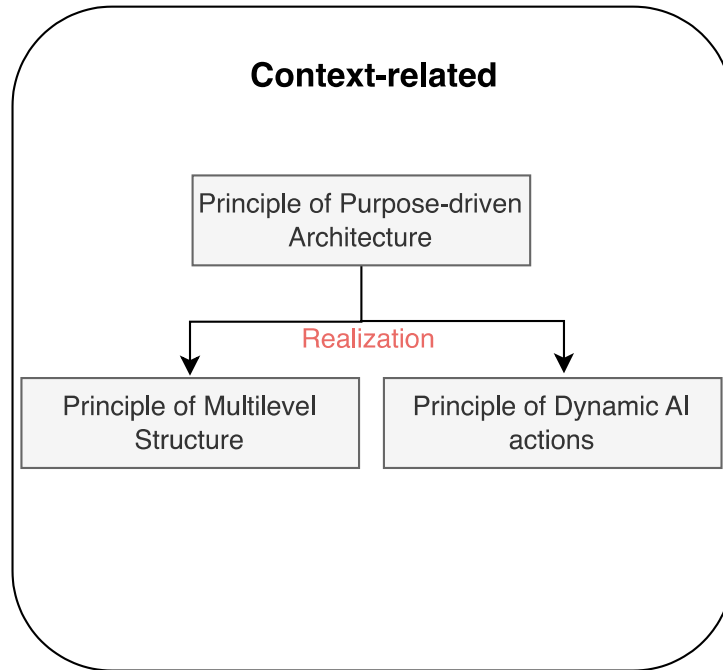 Context-related
Principle of Purpose-driven
Architecture
Realization
Principle of Multilevel
Structure
Principle of Dynamic AI
actions